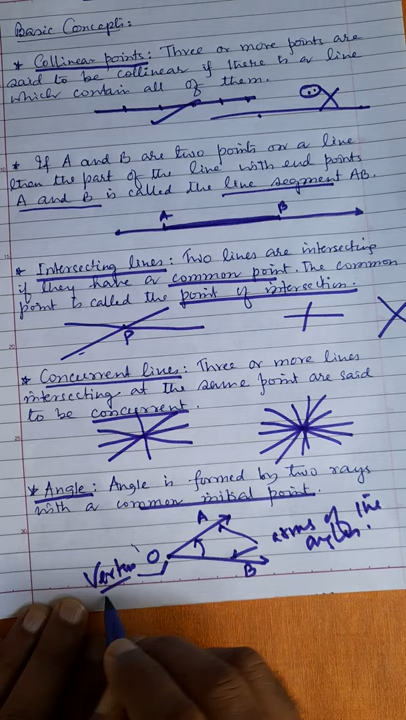 Basic Concepts:
* Collinear points: Three or more points are
said to be collinear if there is a line
which contain all of them.
* If A and B are two points on a line
then the part of the line with end points
A and B is called the line segment AB.
A B
* Intersecting lines: Two lines are intersecting
if they have a common point. The common
point is called the point of intersection.
P
* Concurrent lines: Three or more lines
intersecting at the same point are said
to be concurrent.
* Angle: Angle is formed by two rays
with a common initial point.
A
arms of the
Vertex O
B